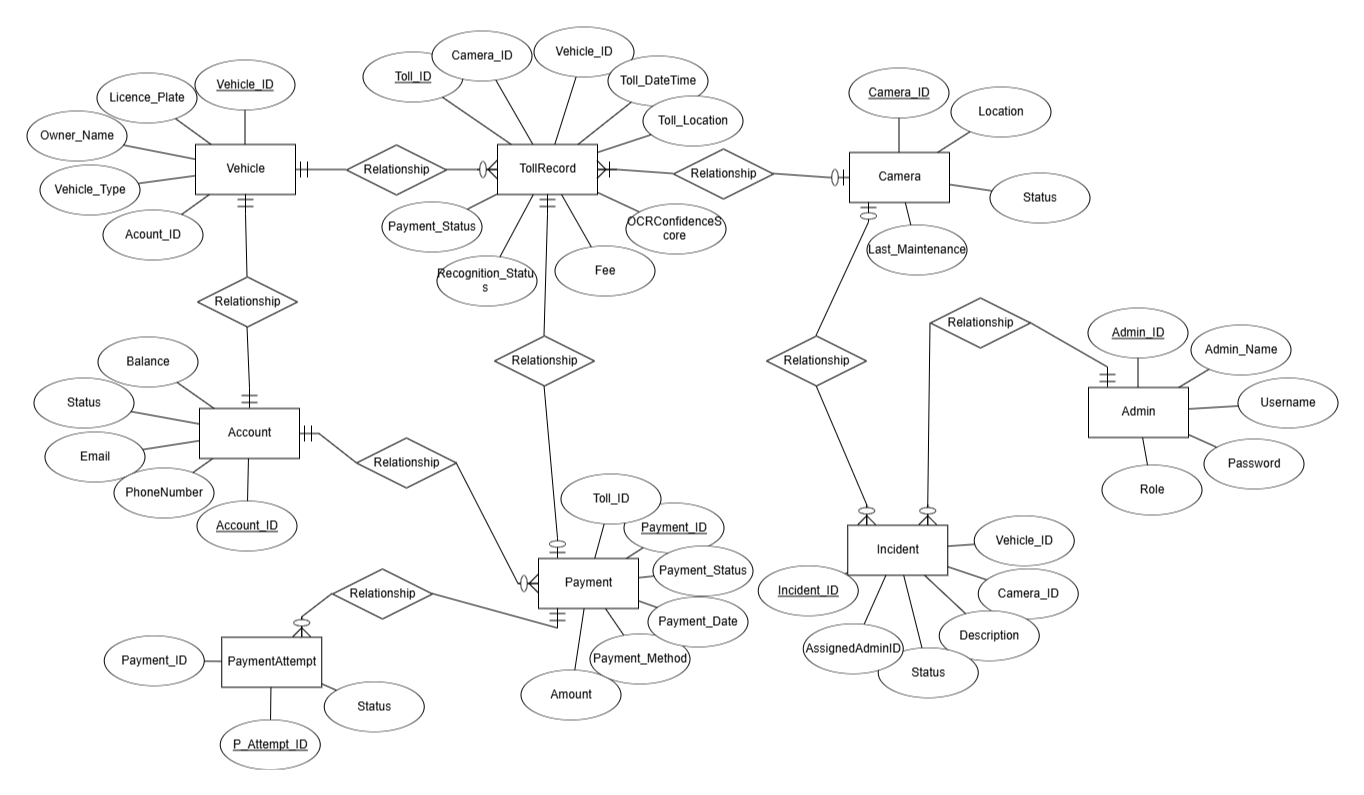 Vehicle_ID
Camera_ID
Toll_ID
Vehicle_ID
Toll_DateTime
Licence_Plate
Camera_ID
Location
Toll_Location
Owner_Name
Vehicle
Relationship
TollRecord
Relationship
Camera
Vehicle_Type
Status
Acount_ID
Payment_Status
OCRConfidenceS
core
Last_Maintenance
Recognition_Statu
s
Fee
Relationship
Relationship
Admin_ID
Admin_Name
Balance
Relationship
Relationship
Status
Username
Account
Admin
Email
Relationship
Password
PhoneNumber
Role
Account_ID
Toll_ID
Payment_ID
Vehicle_ID
Incident
Payment
Payment_Status
Relationship
Incident_ID
Camera_ID
Payment_Date
Description
AssignedAdminID
Payment_ID
PaymentAttempt
Payment_Method
Status
Amount
Status
P_Attempt_ID